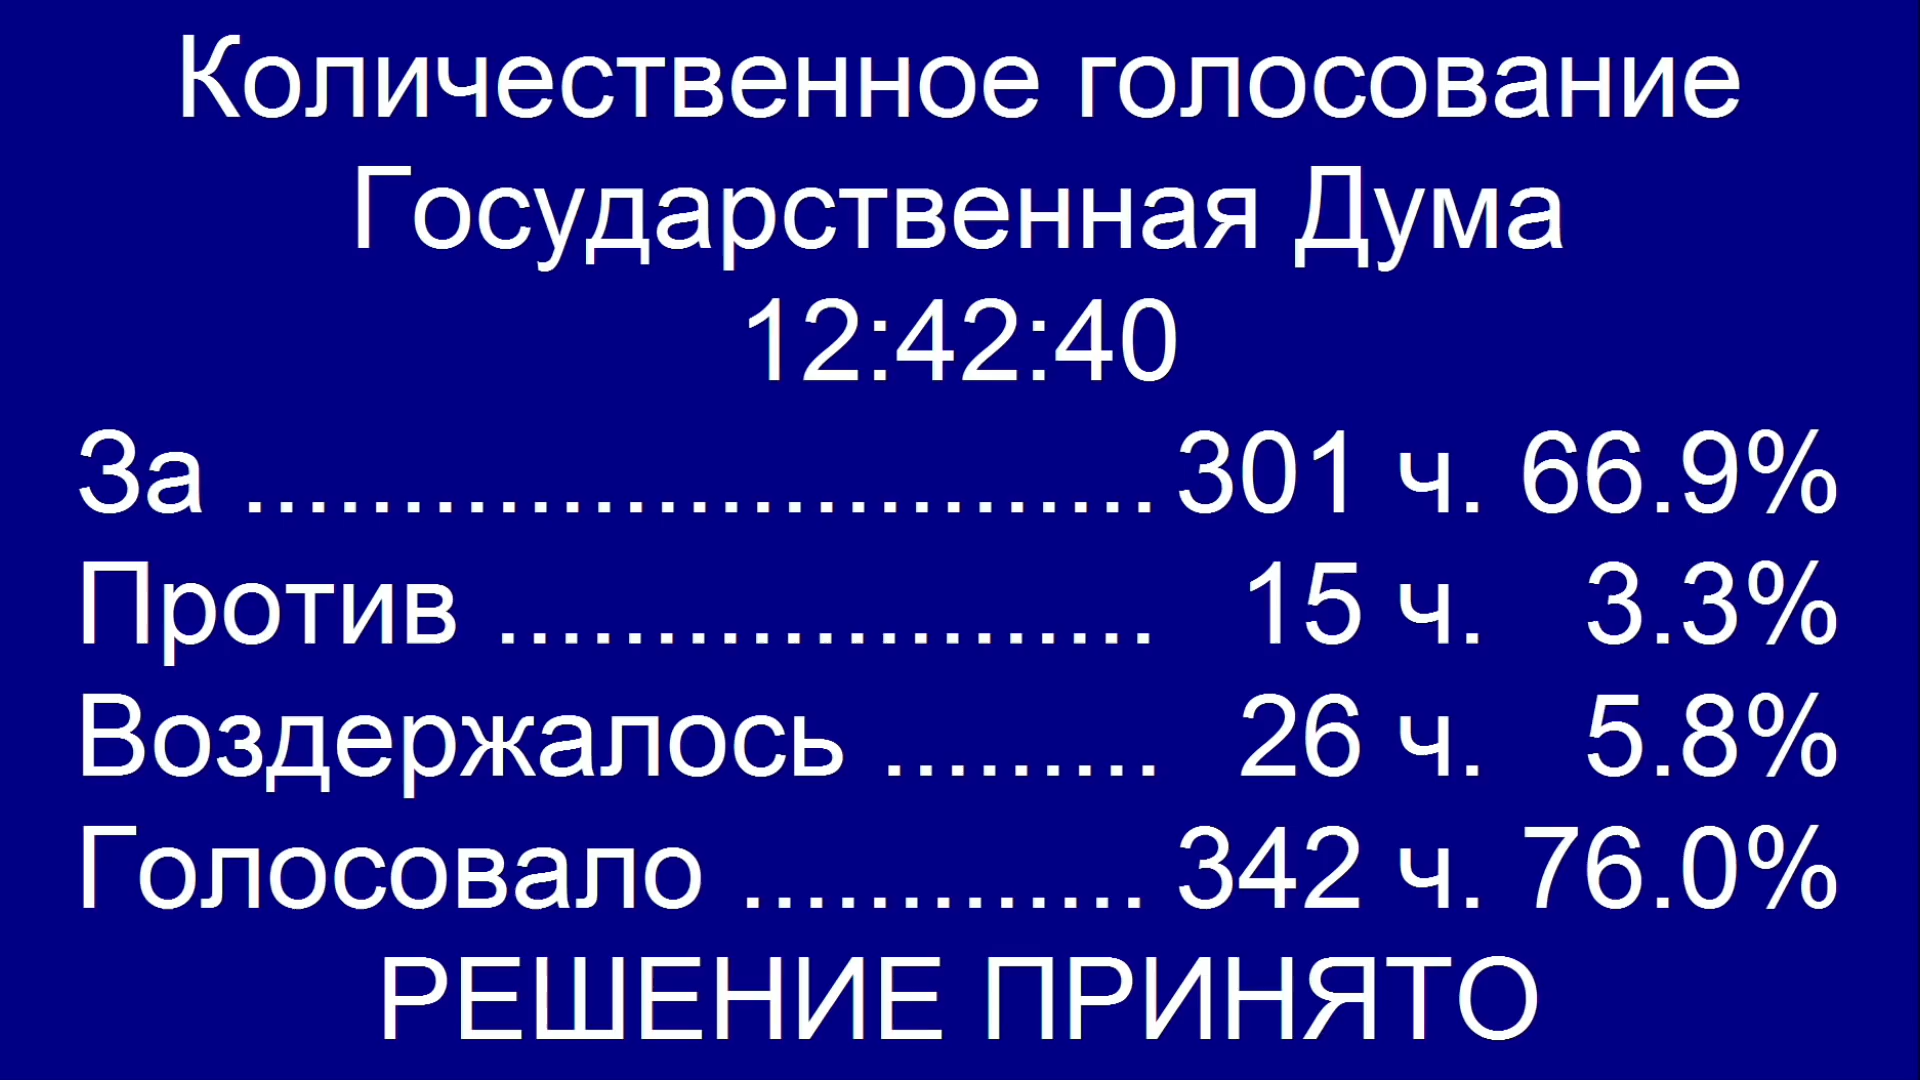 Количественное голосование
Государственная Дума
12:42:40
За ............................. 301 ч. 66.9%
Против ..................... 15 ч. 3.3%
Воздержалось ......... 26 ч. 5.8%
Голосовало ............. 342 ч. 76.0%
РЕШЕНИЕ ПРИНЯТО